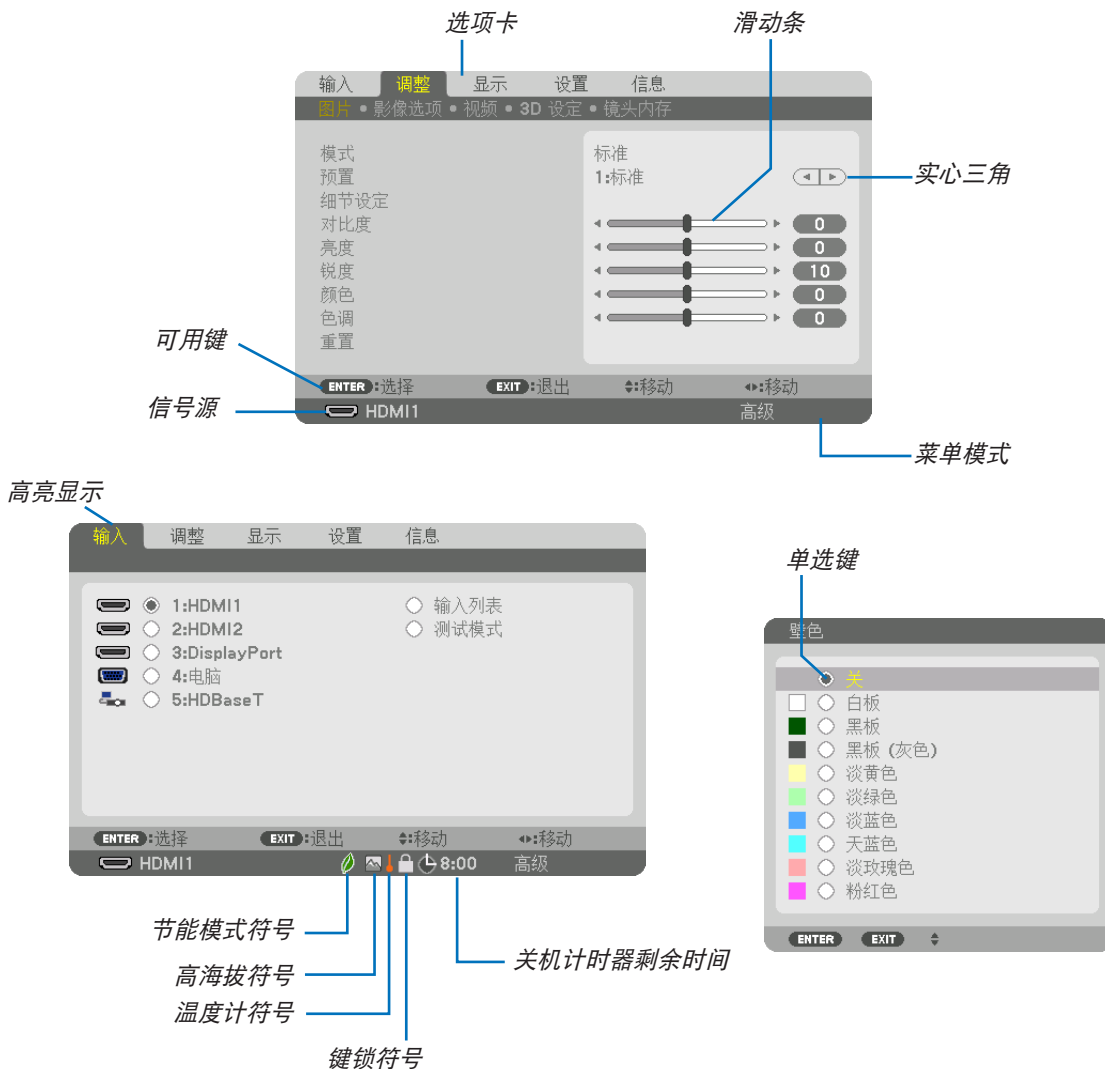 选项卡
滑动条
输入 调整 显示 设置 信息
图片 • 影像选项 • 视频 • 3D 设定 • 镜头内存
模式 标准
预置 1:标准
实心三角
细节设定
对比度 0
亮度 0
锐度 10
颜色 0
色调 0
重置
可用键
ENTER :选择 EXIT :退出 :移动 :移动
信号源
HDMI1 高级
菜单模式
高亮显示
输入 调整 显示 设置 信息
1:HDMI1 输入列表
2:HDMI2 测试模式
3:DisplayPort
4:电脑
5:HDBaseT
ENTER :选择 EXIT :退出 :移动 :移动
HDMI1 8:00 高级
节能模式符号
高海拔符号
温度计符号
键锁符号
关机计时器剩余时间
单选键
壁色
关
白板
黑板
黑板 (灰色)
淡黄色
淡绿色
淡蓝色
天蓝色
淡玫瑰色
粉红色
ENTER EXIT